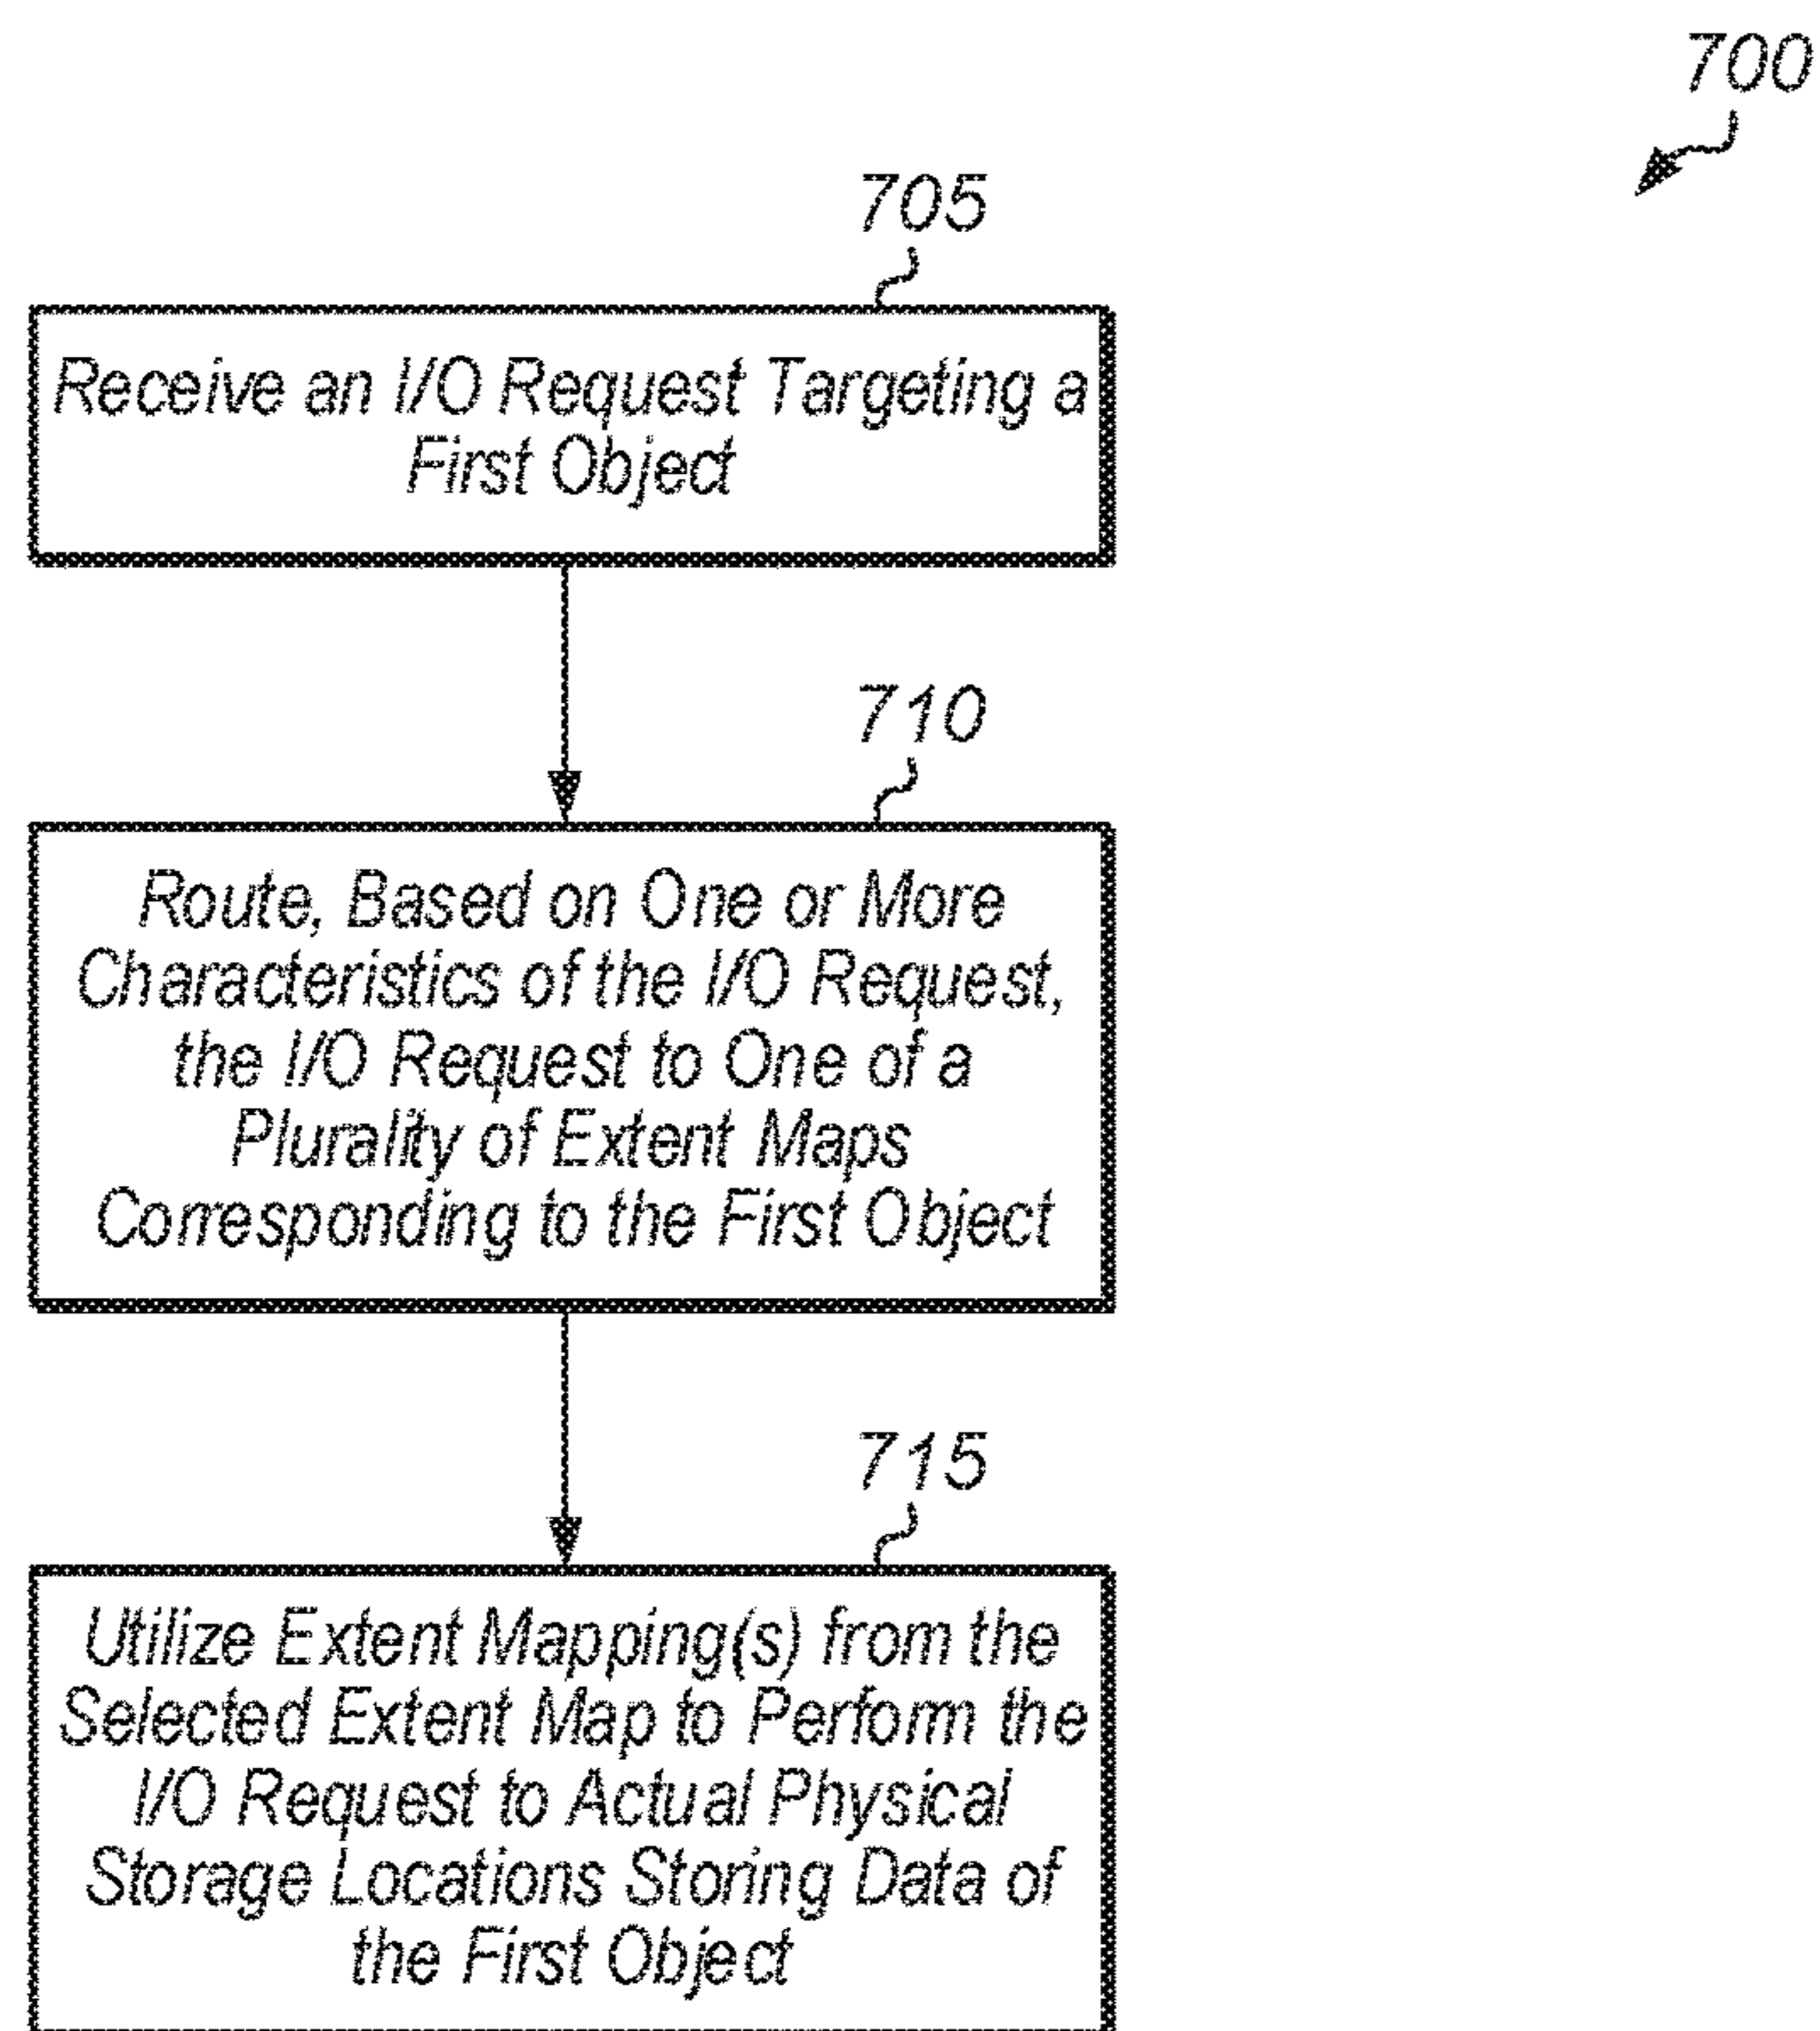 700
705
Receive an I/O Request Targeting a
First Object
710
Route, Based on One or More
Characteristics of the I/O Request,
the I/O Request to One of a
Plurality of Extent Maps
Corresponding to the First Object
715
Utilize Extent Mapping(s) from the
Selected Extent Map to Perform the
I/O Request to Actual Physical
Storage Locations Storing Data of
the First Object